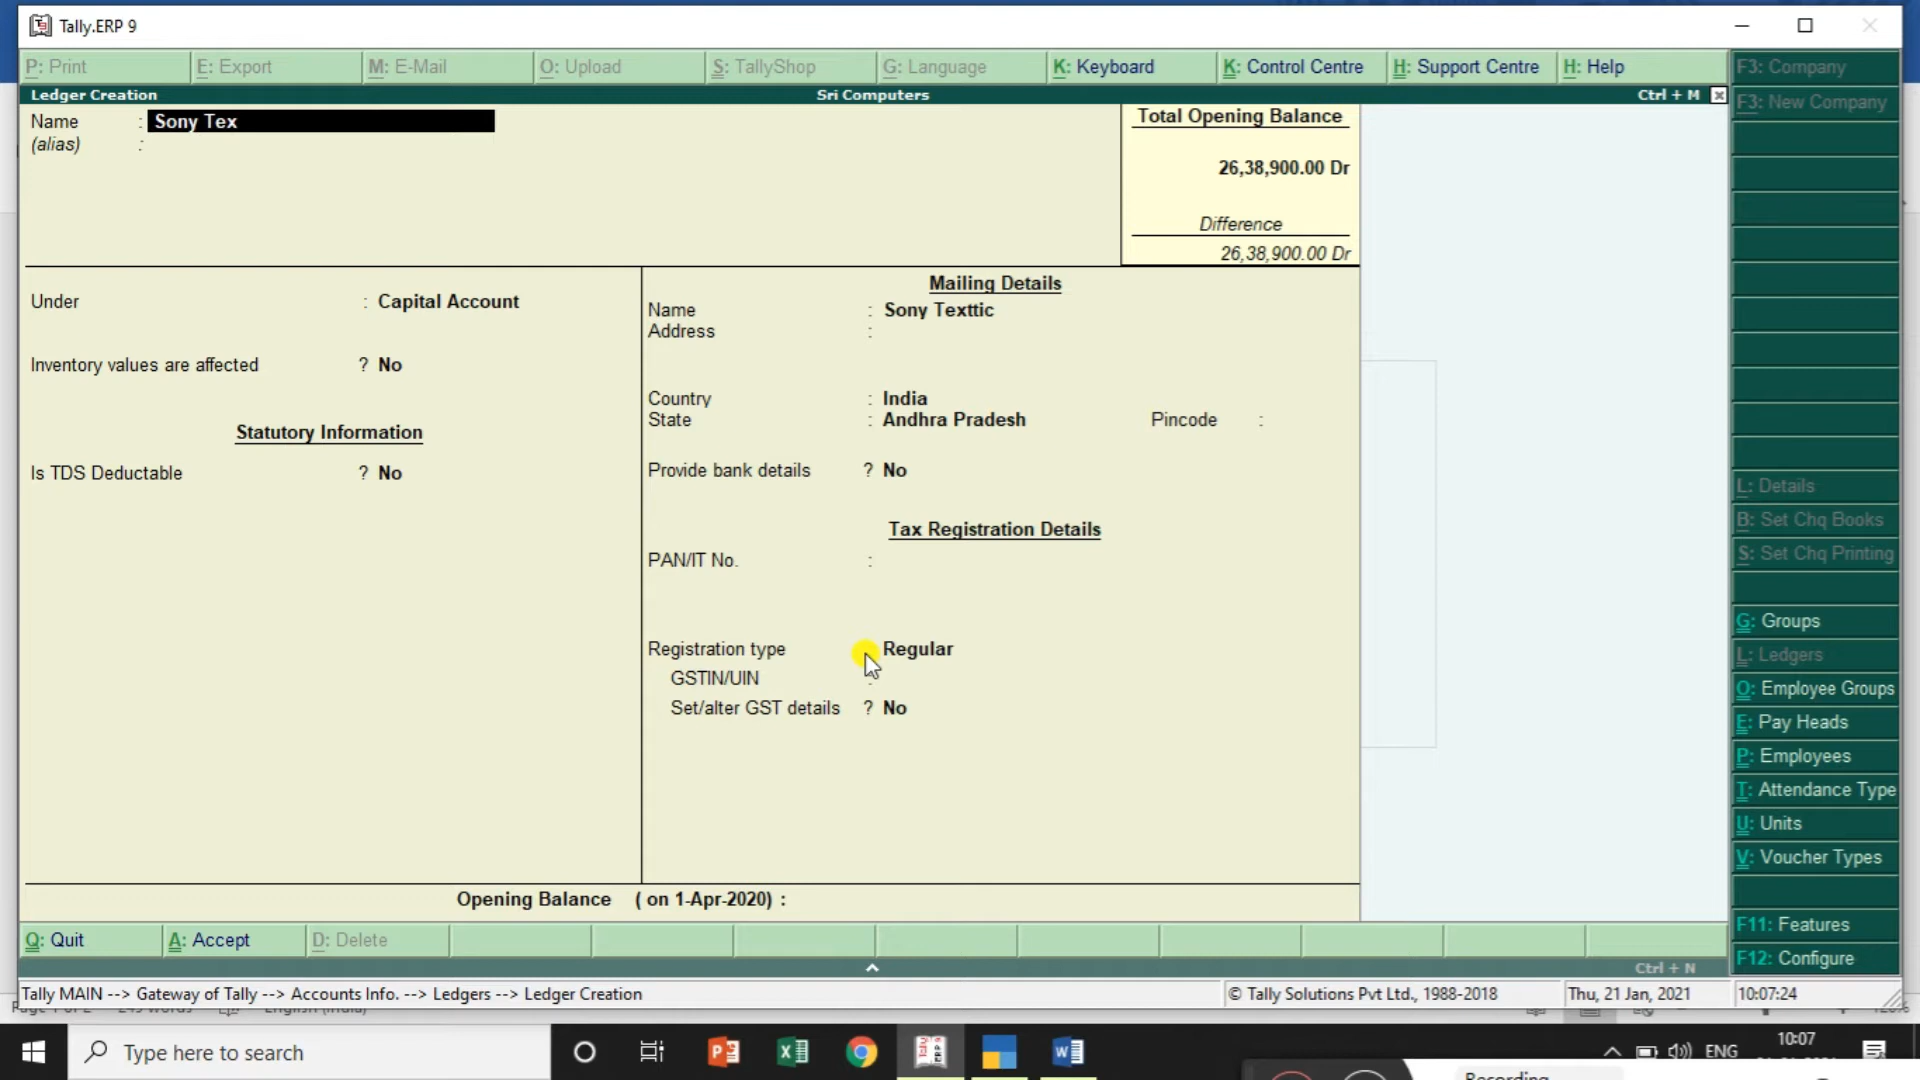 Tally.ERP 9
P: Print E: Export M: E-Mail O: Upload S: TallyShop G: Language K: Keyboard K: Control Centre H: Support Centre H: Help F3: Company
Ledger Creation Sri Computers Ctrl + M
F3: New Company
Name : Sony Tex
(alias) :
Total Opening Balance
26,38,900.00 Dr
Difference
26,38,900.00 Dr
Under : Capital Account
Inventory values are affected ? No
Statutory Information
Is TDS Deductable ? No
Mailing Details
Name : Sony Texttic
Address :
Country : India
State : Andhra Pradesh Pincode :
Provide bank details ? No
Tax Registration Details
PAN/IT No. :
Registration type Regular
GSTIN/UIN :
Set/alter GST details ? No
Opening Balance ( on 1-Apr-2020) :
L: Details
B: Set Chq Books
S: Set Chq Printing
G: Groups
L: Ledgers
O: Employee Groups
E: Pay Heads
P: Employees
T: Attendance Type
U: Units
V: Voucher Types
F11: Features
F12: Configure
Q: Quit A: Accept D: Delete
Ctrl + N
Tally MAIN --> Gateway of Tally --> Accounts Info. --> Ledgers --> Ledger Creation © Tally Solutions Pvt Ltd., 1988-2018 Thu, 21 Jan, 2021 10:07:24
Type here to search
ENG 10:07
Recording